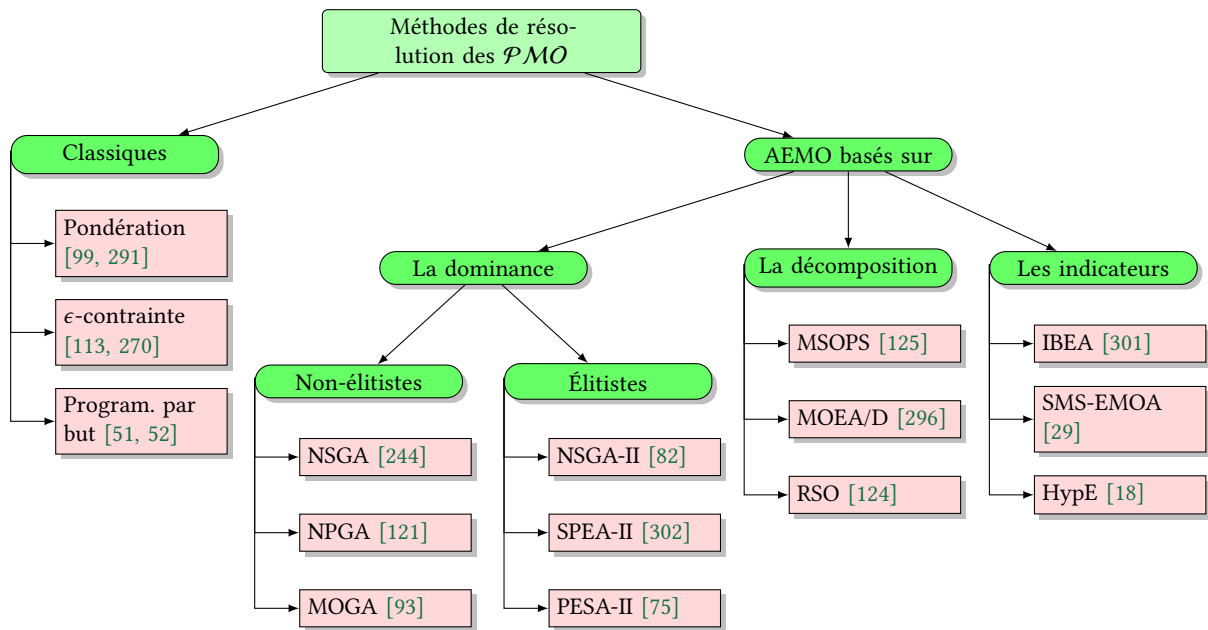 Méthodes de réso-
lution des 𝒫ℳ𝒪
Classiques
Pondération
[99, 291]
ϵ-contrainte
[113, 270]
Program. par
but [51, 52]
AEMO basés sur
La dominance
Non-élitistes
NSGA [244]
NPGA [121]
MOGA [93]
Élitistes
NSGA-II [82]
SPEA-II [302]
PESA-II [75]
La décomposition
MSOPS [125]
MOEA/D [296]
RSO [124]
Les indicateurs
IBEA [301]
SMS-EMOA
[29]
HypE [18]